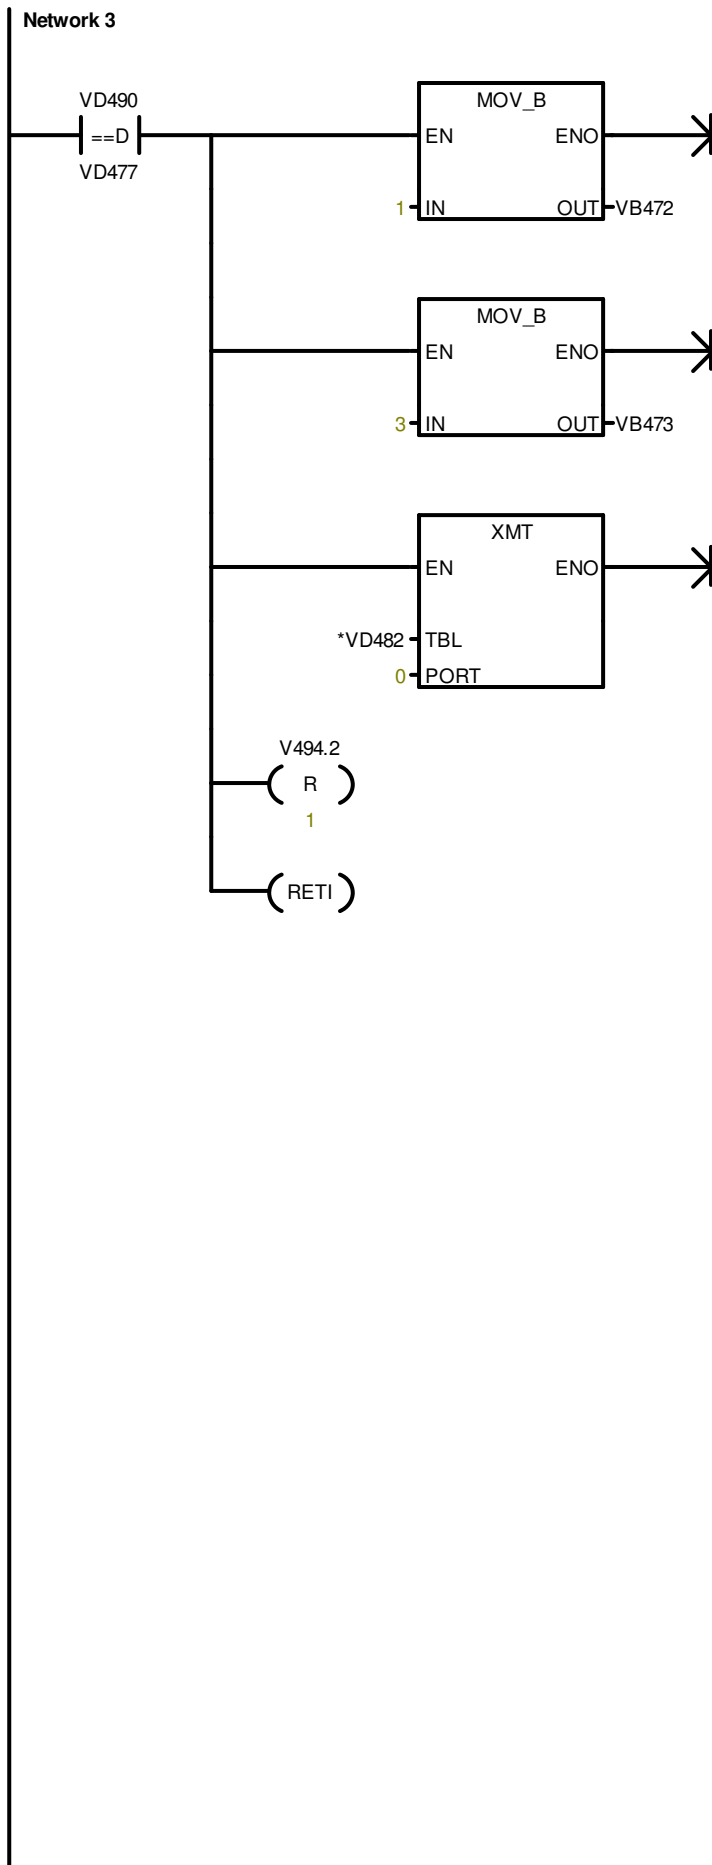 Network 3
VD490
==D
VD477
MOV_B
EN ENO
1 IN OUT VB472
MOV_B
EN ENO
3 IN OUT VB473
XMT
EN ENO
*VD482 TBL
0 PORT
V494.2
R
1
RETI